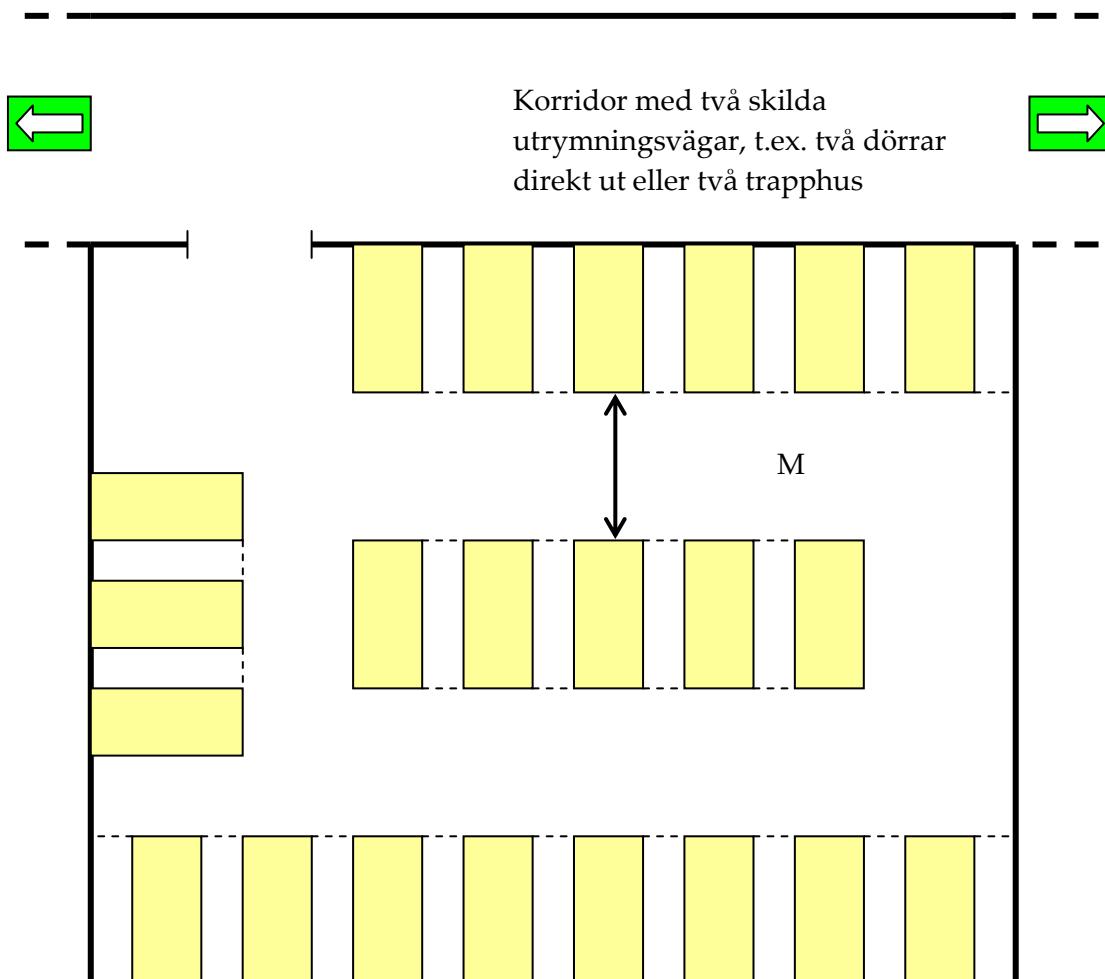 Korridor med två skilda
utrymningsvägar, t.ex. två dörrar
direkt ut eller två trapphus
M